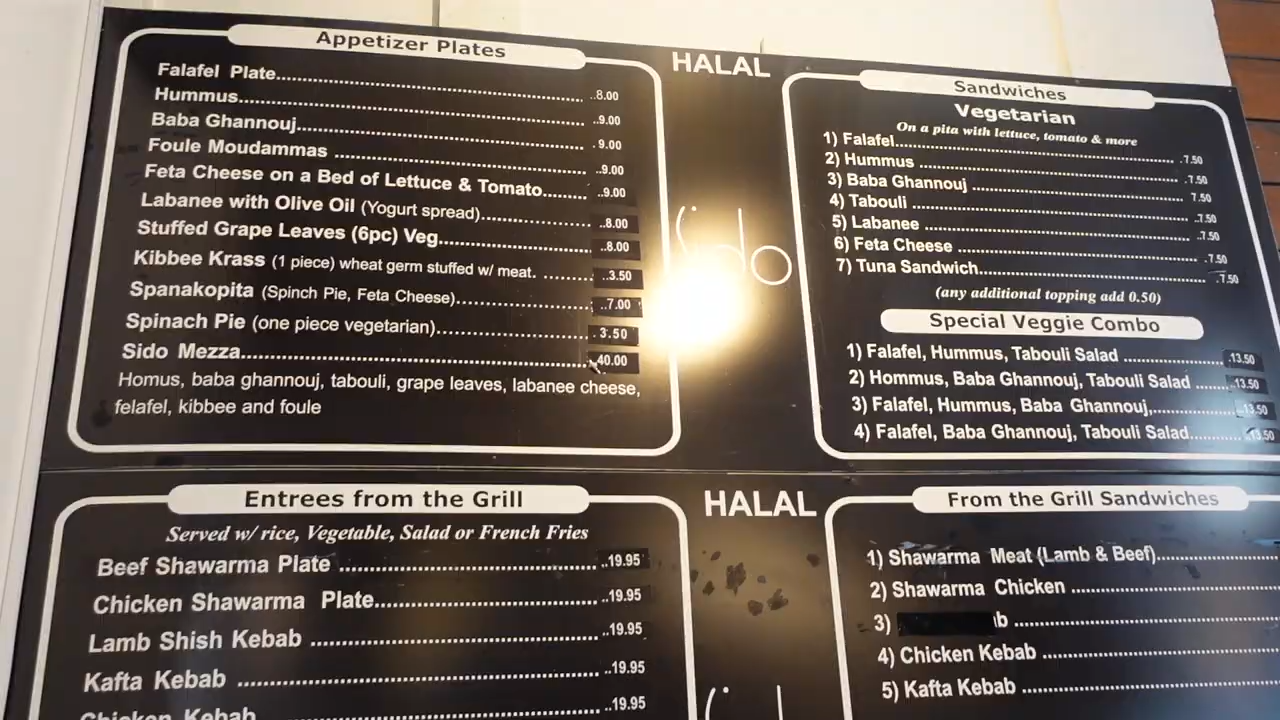 Appetizer Plates
Falafel Plate..8.00
Hummus..9.00
Baba Ghannouj..9.00
Foule Moudammas ..9.00
Feta Cheese on a Bed of Lettuce & Tomato..9.00
Labanee with Olive Oil (Yogurt spread)..8.00
Stuffed Grape Leaves (6pc) Veg..8.00
Kibbee Krass (1 piece) wheat germ stuffed w/ meat. ..3.50
Spanakopita (Spinch Pie, Feta Cheese)..7.00
Spinach Pie (one piece vegetarian)..3.50
Sido Mezza..40.00
Homus, baba ghannouj, tabouli, grape leaves, labanee cheese,
felafel, kibbee and foule
HALAL
Sido
Sandwiches
Vegetarian
On a pita with lettuce, tomato & more
1) Falafel...7.50
2) Hummus ...7.50
3) Baba Ghannouj ...7.50
4) Tabouli ...7.50
5) Labanee ...7.50
6) Feta Cheese ...7.50
7) Tuna Sandwich...7.50
(any additional topping add 0.50)
Special Veggie Combo
1) Falafel, Hummus, Tabouli Salad ...13.50
2) Hommus, Baba Ghannouj, Tabouli Salad ...13.50
3) Falafel, Hummus, Baba Ghannouj,...13.50
4) Falafel, Baba Ghannouj, Tabouli Salad...13.50
Entrees from the Grill
Served w/ rice, Vegetable, Salad or French Fries
Beef Shawarma Plate ..19.95
Chicken Shawarma Plate..19.95
Lamb Shish Kebab ..19.95
Kafta Kebab ..19.95
Chicken Kebab ..19.95
HALAL
From the Grill Sandwiches
1) Shawarma Meat (Lamb & Beef)...
2) Shawarma Chicken ...
3) b ...
4) Chicken Kebab ...
5) Kafta Kebab ...